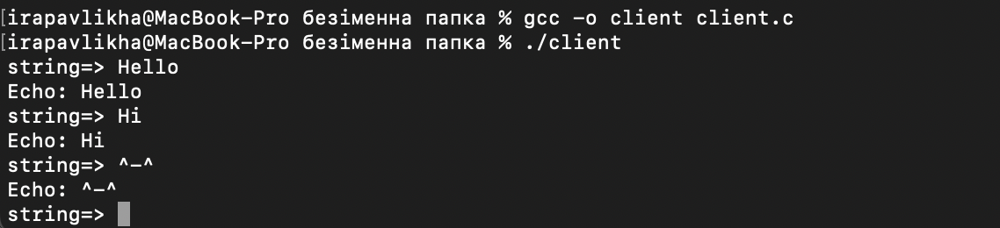 [irapavlikha@MacBook-Pro безіменна папка % gcc -o client client.c
[irapavlikha@MacBook-Pro безіменна папка % ./client
string=> Hello
Echo: Hello
string=> Hi
Echo: Hi
string=> ^-^
Echo: ^-^
string=>